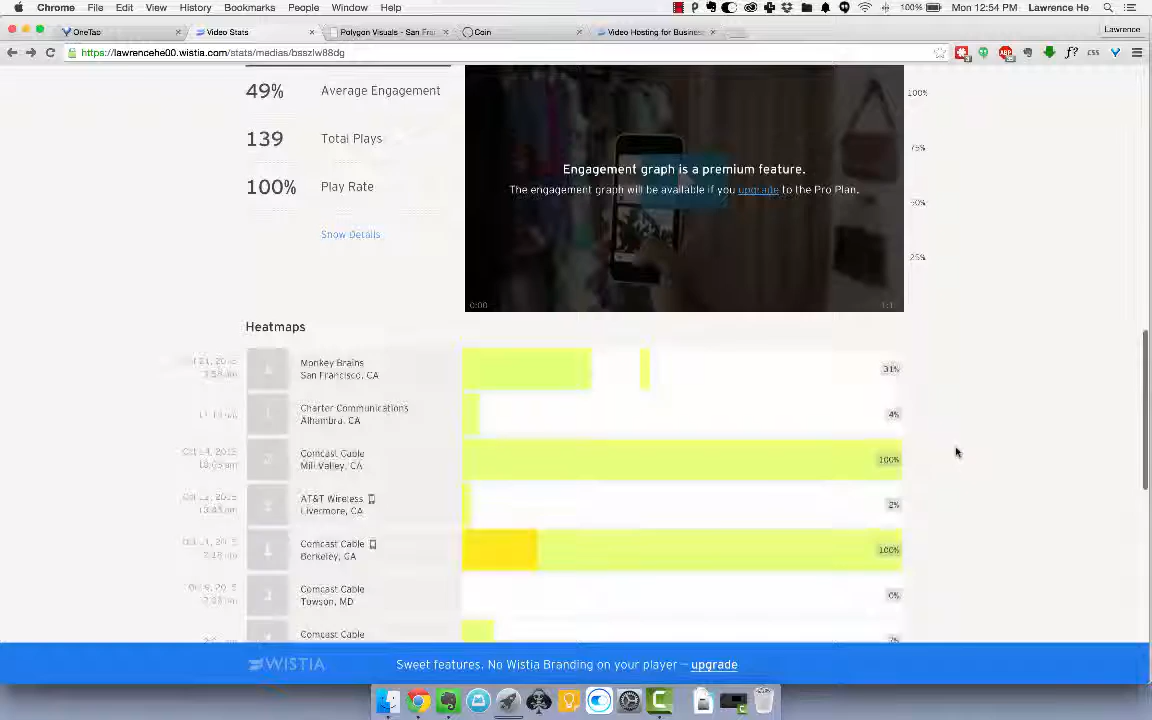 Chrome File Edit View History Bookmarks People Window Help 100% Mon 12:54 PM Lawrence He
OneTab Video Stats Polygon Visuals - San Fra Coin Video Hosting for Busines Lawrence
https://lawrencehe00.wistia.com/stats/medias/bsszlw88dg
49% Average Engagement
139 Total Plays
100% Play Rate
Show Details
Engagement graph is a premium feature.
The engagement graph will be available if you upgrade to the Pro Plan.
100%
75%
50%
25%
0:00
Heatmaps
Monkey Brains
San Francisco, CA
31%
Charter Communications
Alhambra, CA
4%
Comcast Cable
Mill Valley, CA
100%
AT&T Wireless
Livermore, CA
2%
Comcast Cable
Berkeley, CA
100%
Comcast Cable
Towson, MD
0%
Comcast Cable
WISTIA Sweet features. No Wistia Branding on your player — upgrade